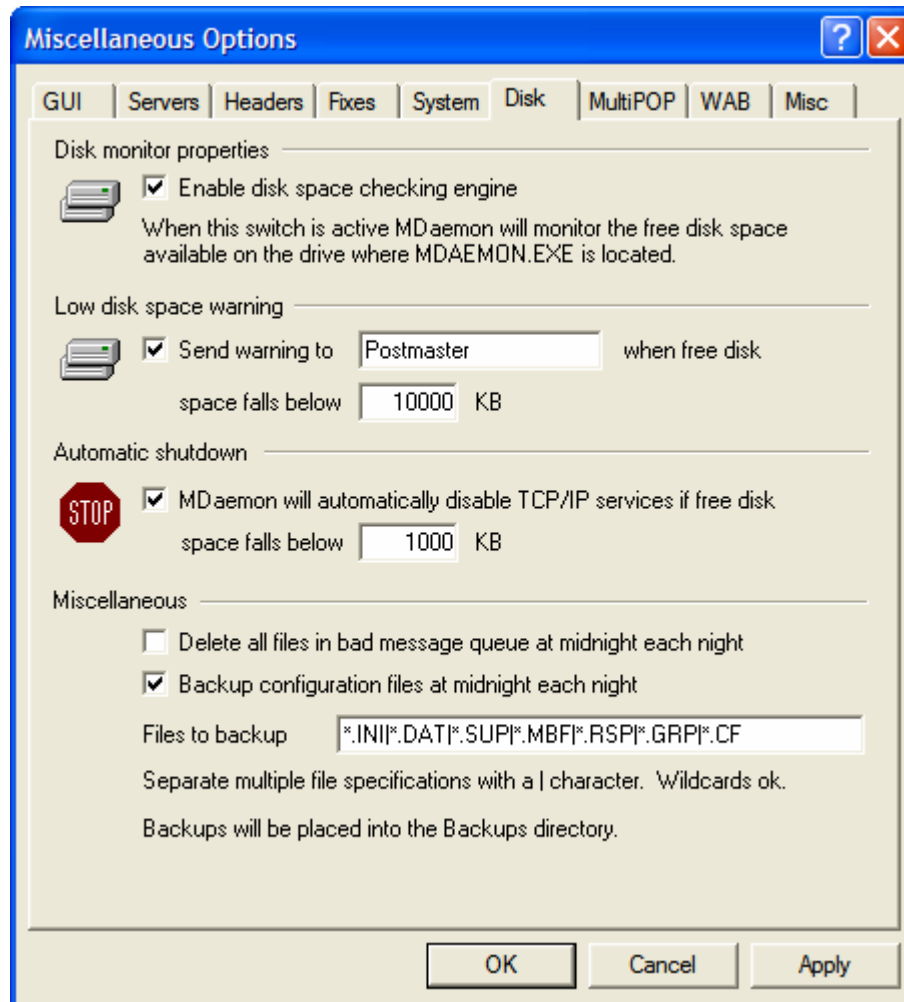 Miscellaneous Options
?
GUI Servers Headers Fixes System Disk MultiPOP WAB Misc
Disk monitor properties
Enable disk space checking engine
When this switch is active MDaemon will monitor the free disk space
available on the drive where MDAEMON.EXE is located.
Low disk space warning
Send warning to Postmaster when free disk
space falls below 10000 KB
Automatic shutdown
STOP
MDaemon will automatically disable TCP/IP services if free disk
space falls below 1000 KB
Miscellaneous
Delete all files in bad message queue at midnight each night
Backup configuration files at midnight each night
Files to backup *.INI|*.DAT|*.SUP|*.MBF|*.RSP|*.GRP|*.CF
Separate multiple file specifications with a | character.  Wildcards ok.
Backups will be placed into the Backups directory.
OK Cancel Apply